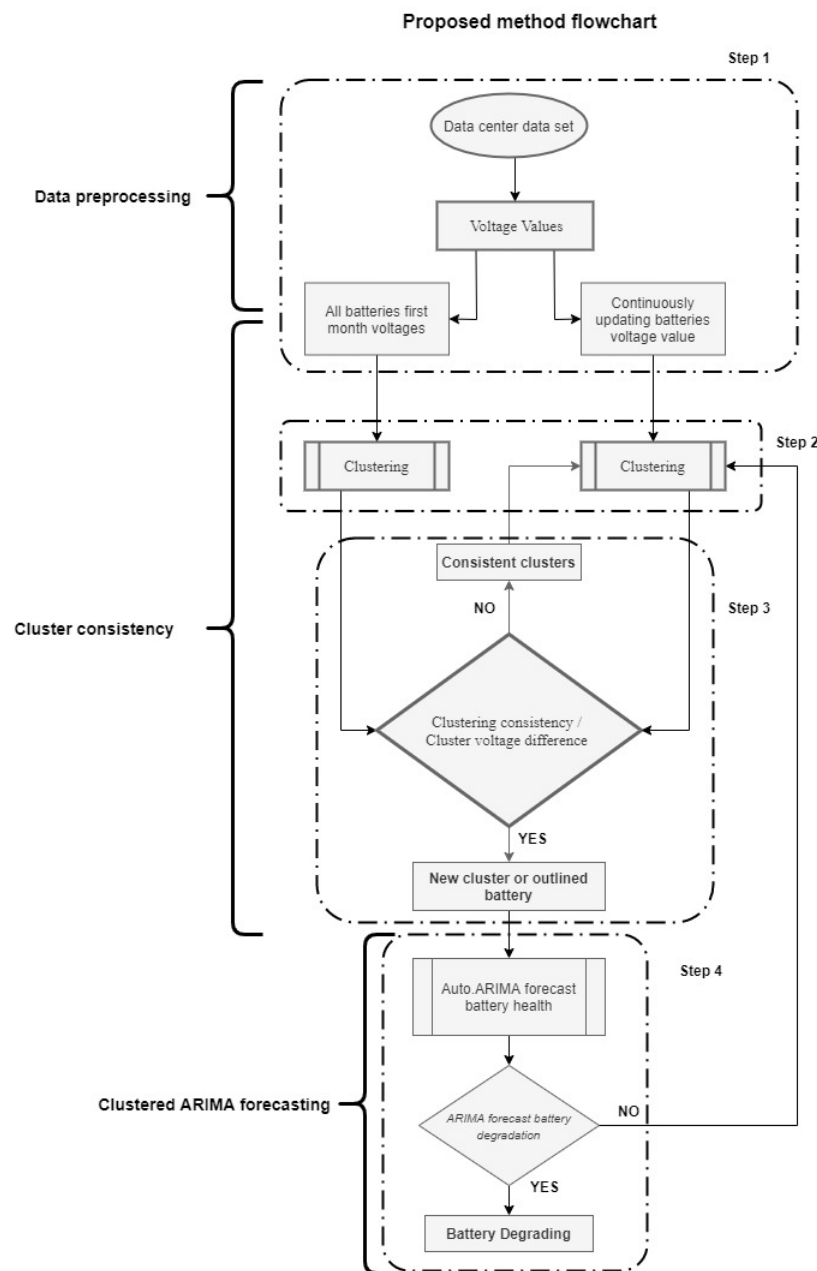 Proposed method flowchart
Step 1
Data center data set
Data preprocessing
Voltage Values
All batteries first
month voltages
Continuously
updating batteries
voltage value
Step 2
Clustering
Clustering
Consistent clusters
Step 3
NO
Cluster consistency
Clustering consistency /
Cluster voltage difference
YES
New cluster or outlined
battery
Step 4
Auto.ARIMA forecast
battery health
Clustered ARIMA forecasting
NO
ARIMA forecast battery
degradation
YES
Battery Degrading